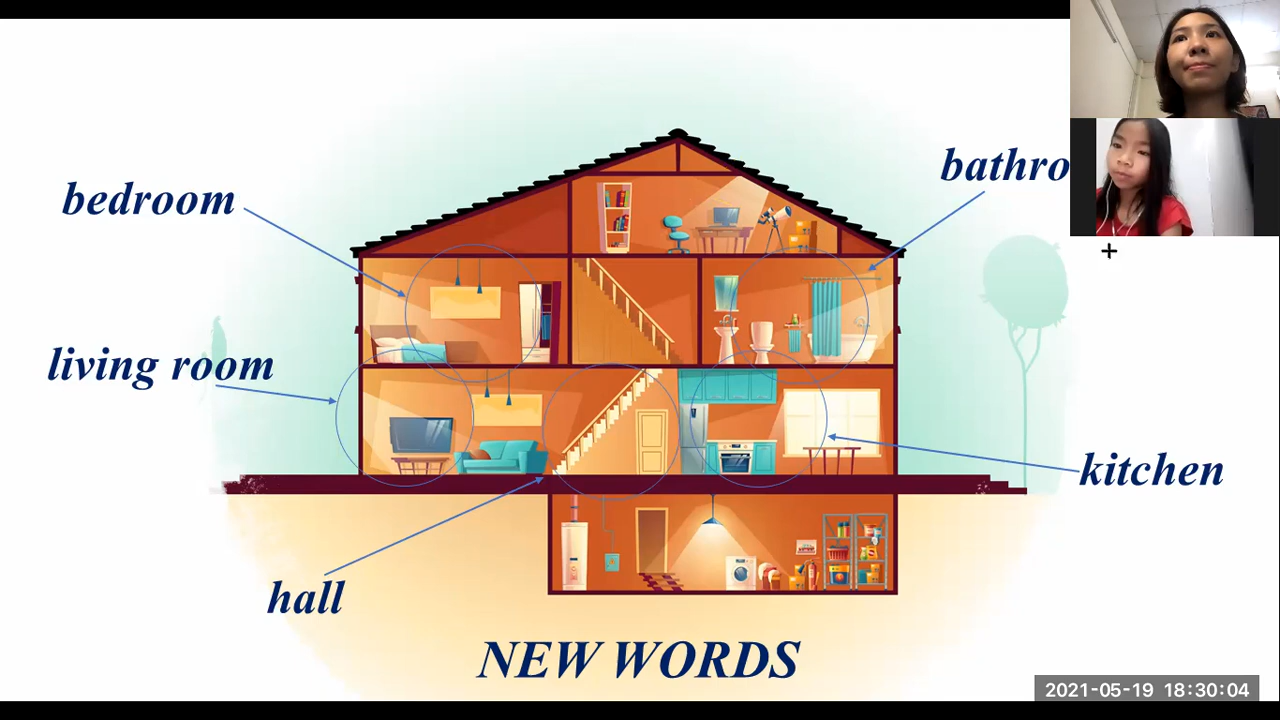 bathro
bedroom
living room
kitchen
hall
NEW WORDS
2021-05-19 18:30:04